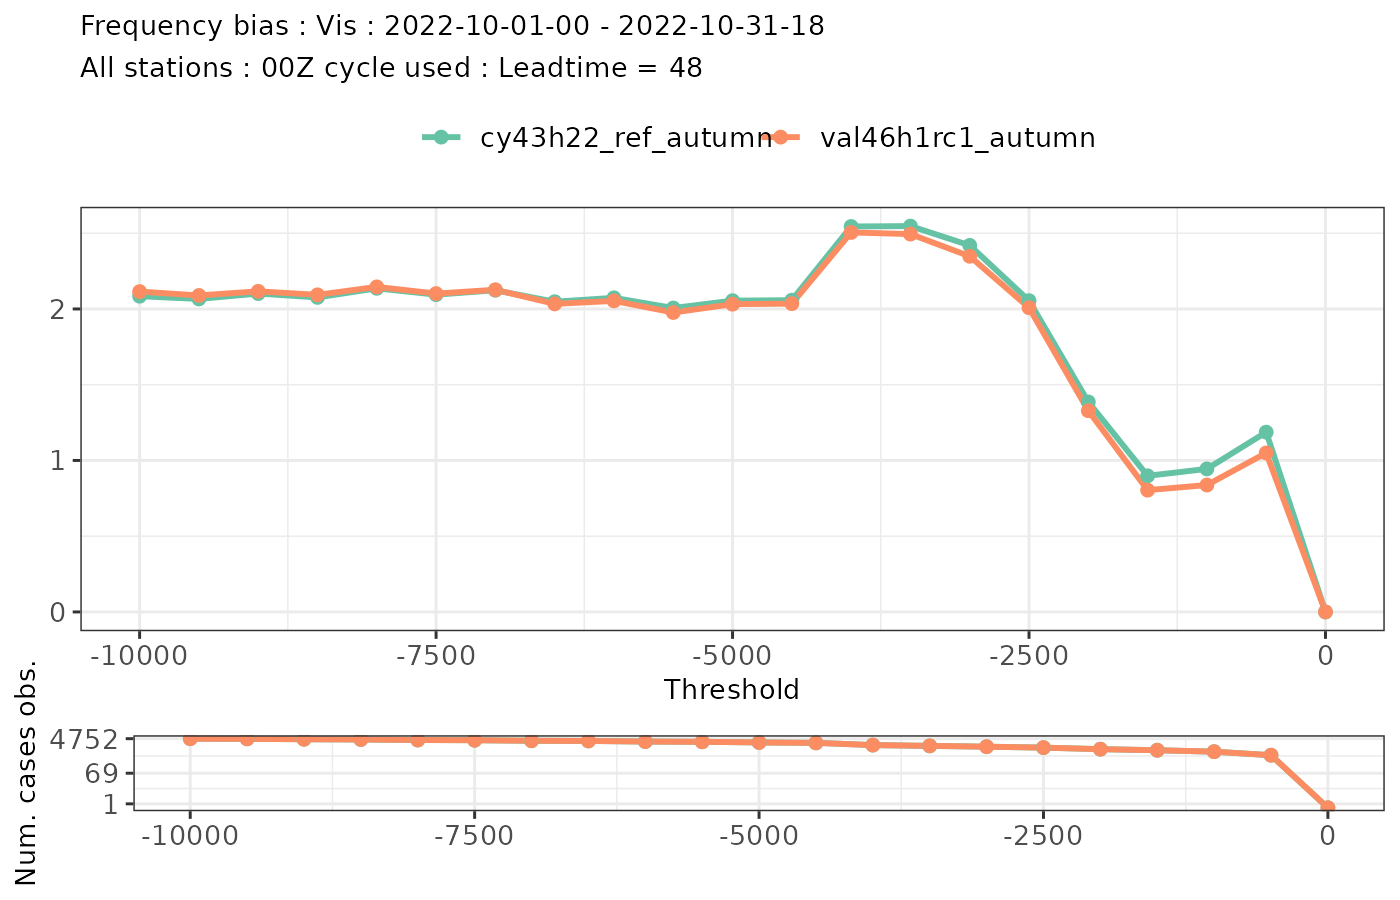 Frequency bias : Vis : 2022-10-01-00 - 2022-10-31-18
All stations : 00Z cycle used : Leadtime = 48
cy43h22_ref_autumn val46h1rc1_autumn
2
1
0
-10000 -7500 -5000 -2500 0
Threshold
Num. cases obs.
4752
69
1
-10000 -7500 -5000 -2500 0